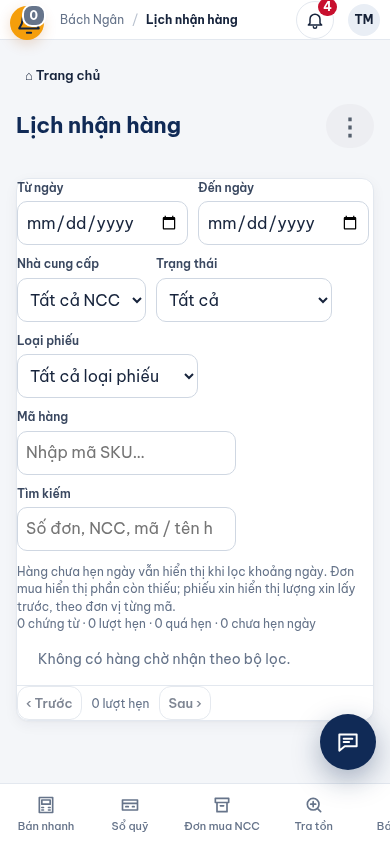 0
Bách Ngân / Lịch nhận hàng
4
TM
⌂ Trang chủ
Lịch nhận hàng
Từ ngày
Đến ngày
mm/dd/yyyy
mm/dd/yyyy
Nhà cung cấp
Trạng thái
Tất cả NCC
Tất cả
Loại phiếu
Tất cả loại phiếu
Mã hàng
Nhập mã SKU...
Tìm kiếm
Số đơn, NCC, mã / tên h
Hàng chưa hẹn ngày vẫn hiển thị khi lọc khoảng ngày. Đơn
mua hiển thị phần còn thiếu; phiếu xin hiển thị lượng xin lấy
trước, theo đơn vị từng mã.
0 chứng từ · 0 lượt hẹn · 0 quá hẹn · 0 chưa hẹn ngày
Không có hàng chờ nhận theo bộ lọc.
‹ Trước
0 lượt hẹn
Sau ›
Bán nhanh
Sổ quỹ
Đơn mua NCC
Tra tồn